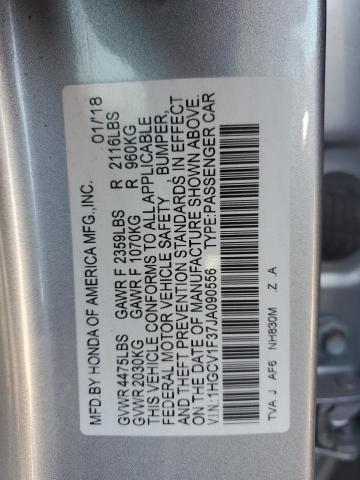 MFD.BY HONDA OF AMERICA MFG.,INC. 01/'18
GVWR 4475LBS GAWR F 2359LBS R 2116LBS
GVWR 2030KG GAWR F 1070KG R 960KG
THIS VEHICLE CONFORMS TO ALL APPLICABLE
FEDERAL MOTOR VEHICLE SAFETY , BUMPER,
AND THEFT PREVENTION STANDARDS IN EFFECT
ON THE DATE OF MANUFACTURE SHOWN ABOVE.
VIN:1HGCV1F37JA090556 TYPE:PASSENGER CAR
TVA J AF6 NH830M .Z .A